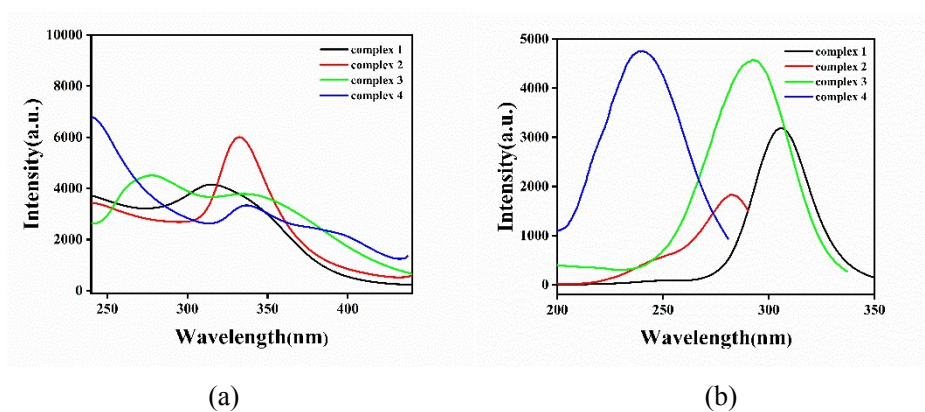 10000
8000
6000
4000
2000
0
Intensity(a.u.)
complex 1
complex 2
complex 3
complex 4
250 300 350 400
Wavelength(nm)
(a)
5000
4000
3000
2000
1000
0
Intensity(a.u.)
complex 1
complex 2
complex 3
complex 4
200 250 300 350
Wavelength(nm)
(b)